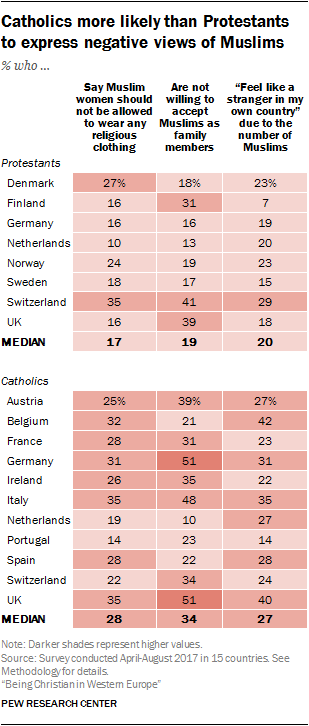 Catholics more likely than Protestants
to express negative views of Muslims
% who ...
Say Muslim women should not be allowed to wear any religious clothing
Are not willing to accept Muslims as family members
“Feel like a stranger in my own country” due to the number of Muslims
Protestants
Denmark 27% 18% 23%
Finland 16 31 7
Germany 16 16 19
Netherlands 10 13 20
Norway 24 19 23
Sweden 18 17 15
Switzerland 35 41 29
UK 16 39 18
MEDIAN 17 19 20
Catholics
Austria 25% 39% 27%
Belgium 32 21 42
France 28 31 23
Germany 31 51 31
Ireland 26 35 22
Italy 35 48 35
Netherlands 19 10 27
Portugal 14 23 14
Spain 28 22 28
Switzerland 22 34 24
UK 35 51 40
MEDIAN 28 34 27
Note: Darker shades represent higher values.
Source: Survey conducted April-August 2017 in 15 countries. See
Methodology for details.
“Being Christian in Western Europe”
PEW RESEARCH CENTER